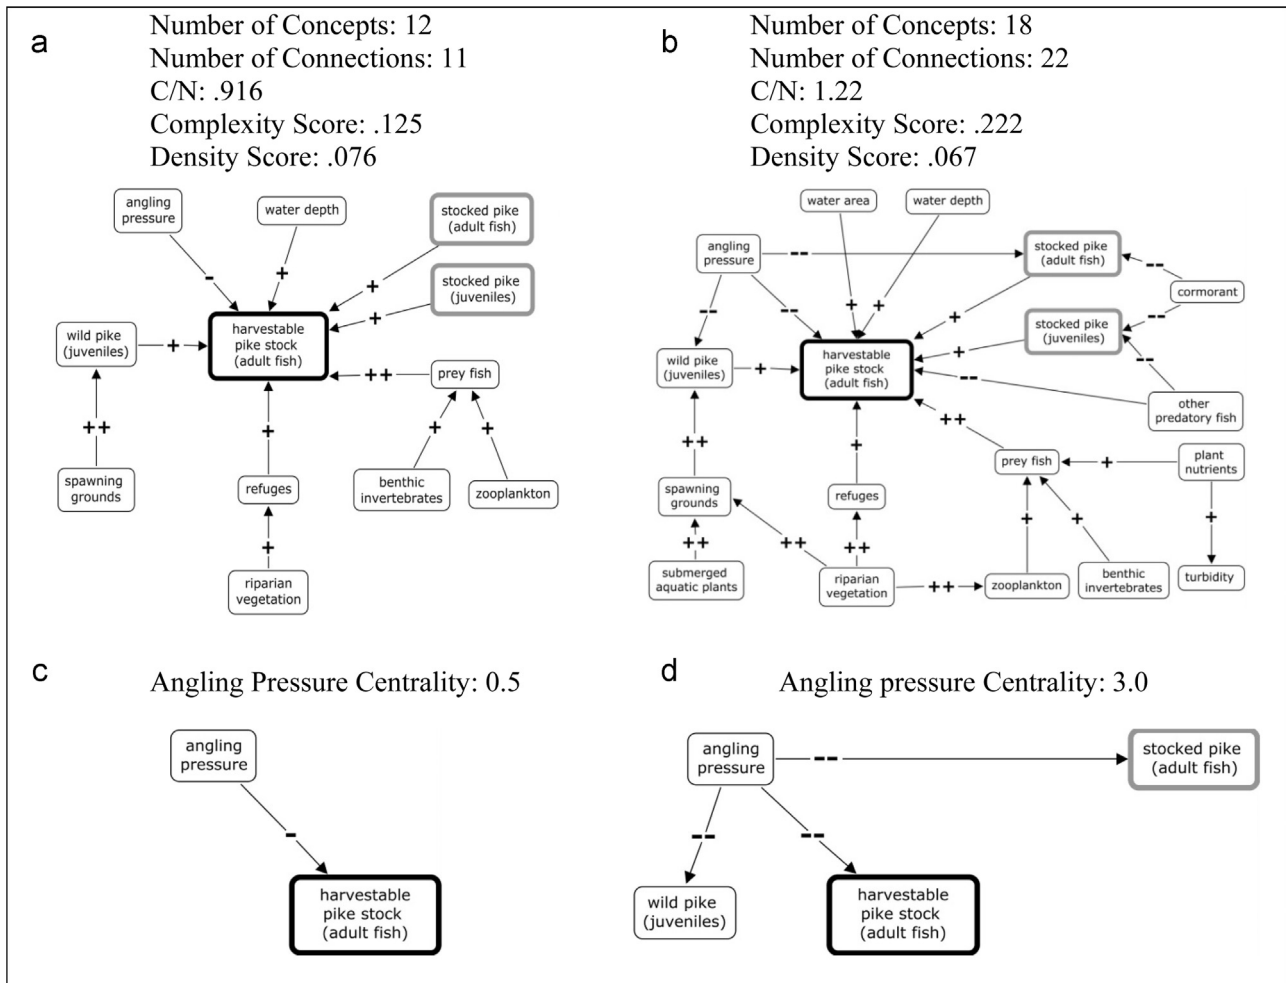 a
Number of Concepts: 12
Number of Connections: 11
C/N: .916
Complexity Score: .125
Density Score: .076
angling
pressure
water depth
stocked pike
(adult fish)
-
+
+
stocked pike
(juveniles)
+
wild pike
(juveniles)
+
harvestable
pike stock
(adult fish)
++
prey fish
++
+
+
+
spawning
grounds
refuges
benthic
invertebrates
zooplankton
+
riparian
vegetation
b
Number of Concepts: 18
Number of Connections: 22
C/N: 1.22
Complexity Score: .222
Density Score: .067
water area
water depth
angling
pressure
--
stocked pike
(adult fish)
--
cormorant
--
--
+
+
+
--
stocked pike
(juveniles)
wild pike
(juveniles)
+
harvestable
pike stock
(adult fish)
+
--
--
other
predatory fish
++
++
+
prey fish
+
plant
nutrients
spawning
grounds
refuges
+
+
+
++
++
++
submerged
aquatic plants
riparian
vegetation
++
zooplankton
benthic
invertebrates
turbidity
c
Angling Pressure Centrality: 0.5
angling
pressure
-
harvestable
pike stock
(adult fish)
d
Angling pressure Centrality: 3.0
angling
pressure
--
stocked pike
(adult fish)
--
--
wild pike
(juveniles)
harvestable
pike stock
(adult fish)